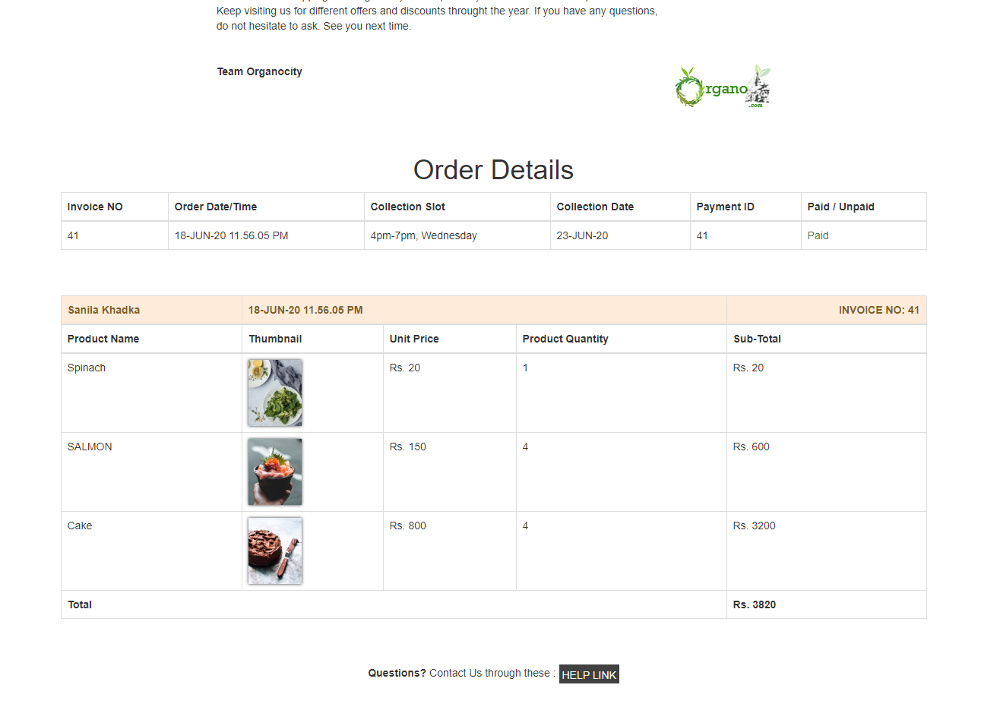 Keep visiting us for different offers and discounts throught the year. If you have any questions,
do not hesitate to ask. See you next time.
Team Organocity
rgano
.com
Order Details
Invoice NO Order Date/Time Collection Slot Collection Date Payment ID Paid / Unpaid
41 18-JUN-20 11.56.05 PM 4pm-7pm, Wednesday 23-JUN-20 41 Paid
Sanila Khadka 18-JUN-20 11.56.05 PM INVOICE NO: 41
Product Name Thumbnail Unit Price Product Quantity Sub-Total
Spinach Rs. 20 1 Rs. 20
SALMON Rs. 150 4 Rs. 600
Cake Rs. 800 4 Rs. 3200
Total Rs. 3820
Questions? Contact Us through these : HELP LINK